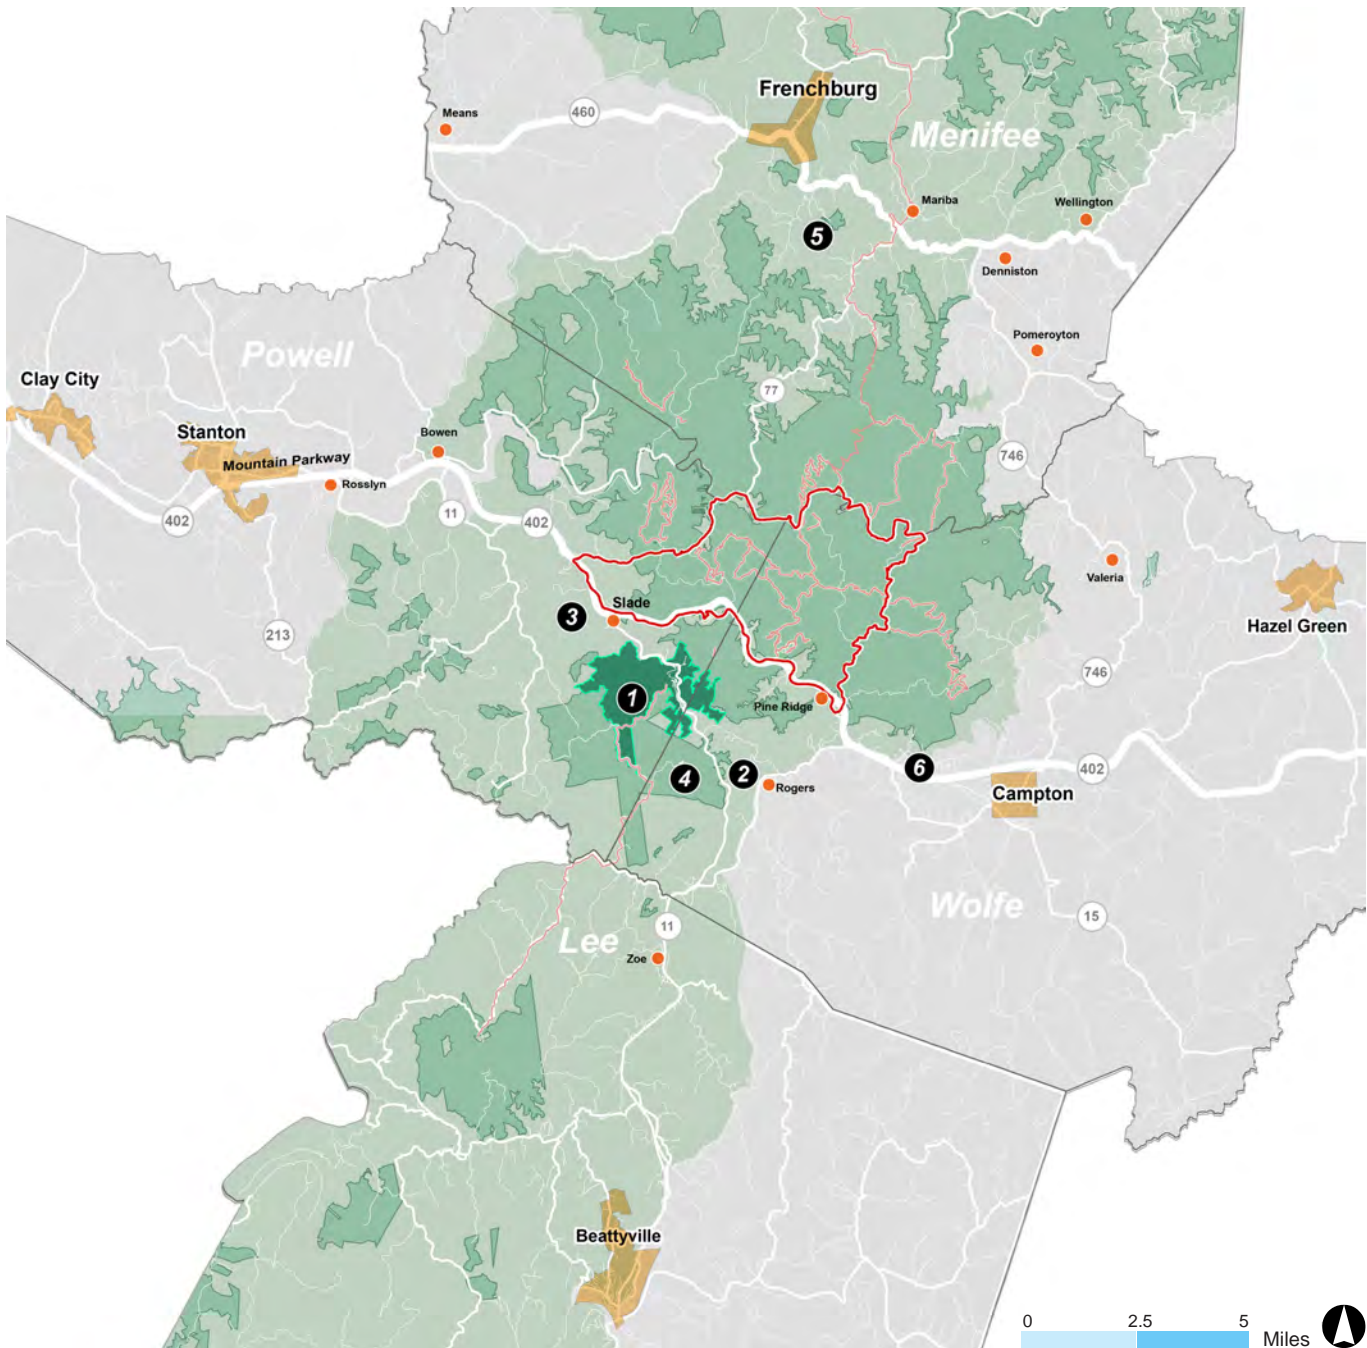 Frenchburg
Means
460
Menifee
Mariba
Wellington
5
Denniston
Pomeroyton
Powell
Clay City
77
Stanton
Bowen
Mountain Parkway
746
Rosslyn
11
402
402
Valeria
Slade
3
Hazel Green
213
746
1
Pine Ridge
6
402
2
4
Rogers
Campton
Wolfe
15
11
Lee
Zoe
Beattyville
0 2.5 5
Miles